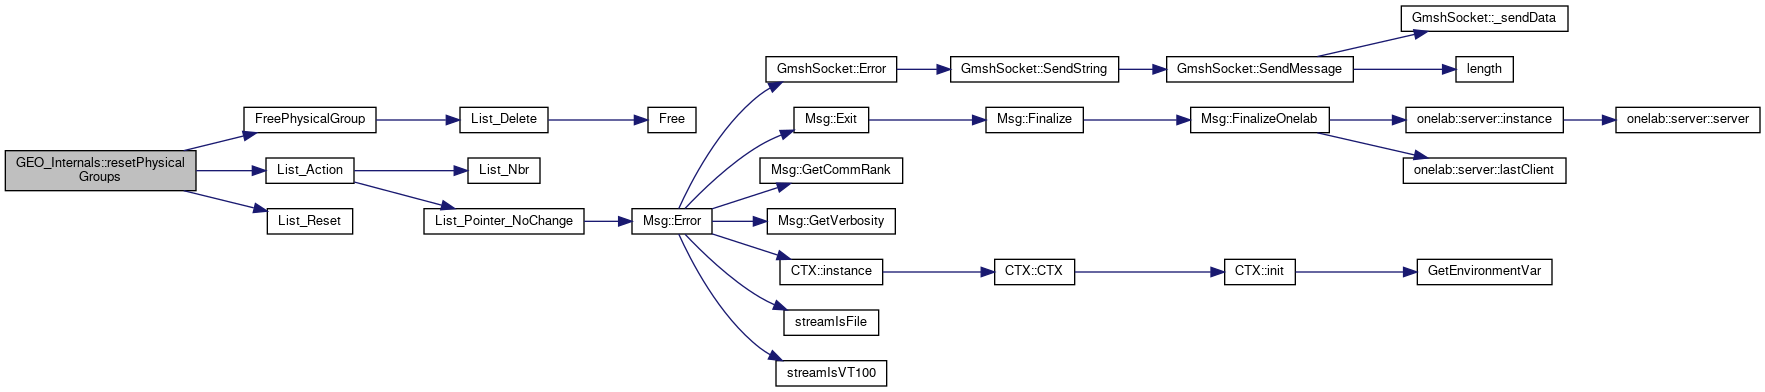 GmshSocket::_sendData
GmshSocket::Error
GmshSocket::SendString
GmshSocket::SendMessage
length
FreePhysicalGroup
List_Delete
Free
Msg::Exit
Msg::Finalize
Msg::FinalizeOnelab
onelab::server::instance
onelab::server::server
GEO_Internals::resetPhysical
Groups
List_Action
List_Nbr
Msg::GetCommRank
onelab::server::lastClient
List_Reset
List_Pointer_NoChange
Msg::Error
Msg::GetVerbosity
CTX::instance
CTX::CTX
CTX::init
GetEnvironmentVar
streamIsFile
streamIsVT100